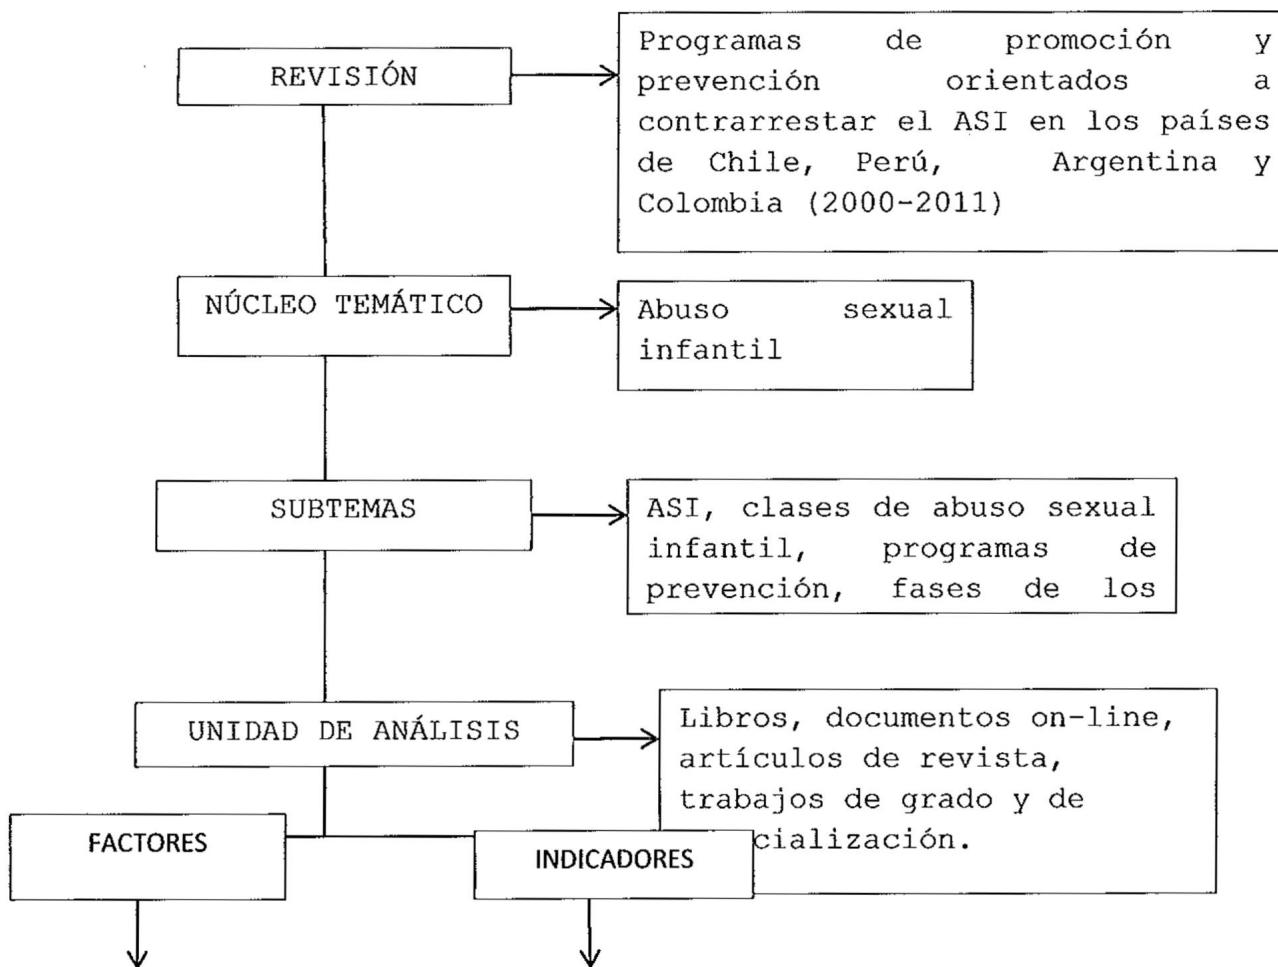 REVISIÓN
Programas de promoción y
prevención orientados a
contrarrestar el ASI en los países
de Chile, Perú, Argentina y
Colombia (2000-2011)
NÚCLEO TEMÁTICO
Abuso sexual
infantil
SUBTEMAS
ASI, clases de abuso sexual
infantil, programas de
prevención, fases de los
UNIDAD DE ANÁLISIS
Libros, documentos on-line,
artículos de revista,
trabajos de grado y de
cialización.
FACTORES
INDICADORES